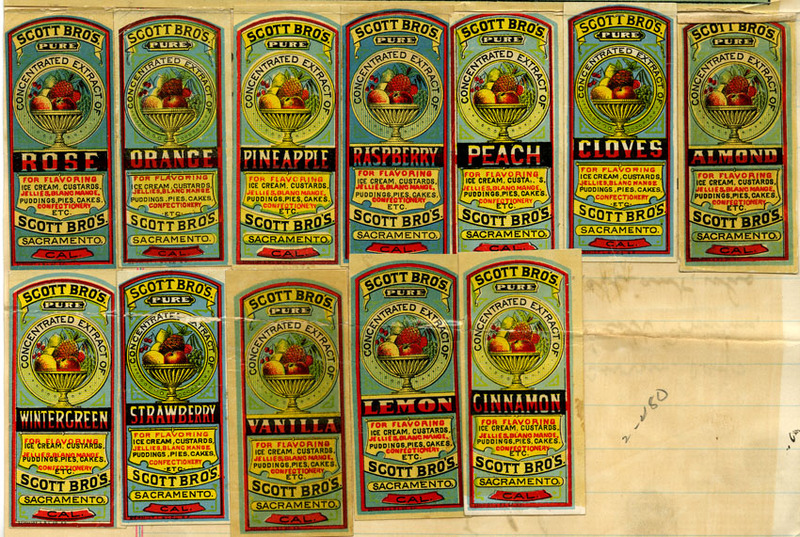 SCOTT BRO'S.
PURE
CONCENTRATED EXTRACT OF
ROSE
FOR FLAVORING
ICE CREAM, CUSTARDS,
JELLIES, BLANC MANGE,
PUDDINGS, PIES, CAKES,
CONFECTIONERY
ETC.
SCOTT BRO'S.
SACRAMENTO.
CAL.
SCOTT BRO'S.
PURE
CONCENTRATED EXTRACT OF
ORANGE
FOR FLAVORING
ICE CREAM, CUSTARDS,
JELLIES, BLANC MANGE,
PUDDINGS, PIES, CAKES,
CONFECTIONERY
ETC.
SCOTT BRO'S.
SACRAMENTO.
CAL.
SCOTT BRO'S.
PURE
CONCENTRATED EXTRACT OF
PINEAPPLE
FOR FLAVORING
ICE CREAM, CUSTARDS,
JELLIES, BLANC MANGE,
PUDDINGS, PIES, CAKES,
CONFECTIONERY
ETC.
SCOTT BRO'S.
SACRAMENTO.
CAL.
SCOTT BRO'S.
PURE
CONCENTRATED EXTRACT OF
RASPBERRY
FOR FLAVORING
ICE CREAM, CUSTARDS,
JELLIES, BLANC MANGE,
PUDDINGS, PIES, CAKES,
CONFECTIONERY
ETC.
SCOTT BRO'S.
SACRAMENTO.
CAL.
SCOTT BRO'S.
PURE
CONCENTRATED EXTRACT OF
PEACH
FOR FLAVORING
ICE CREAM,
JELLIES, BLANC MANGE,
PUDDINGS, PIES, CAKES,
CONFECTIONERY
ETC.
SCOTT BRO'S.
SACRAMENTO.
CAL.
SCOTT BRO'S.
PURE
CONCENTRATED EXTRACT OF
CLOVES
FOR FLAVORING
ICE CREAM, CUSTARDS,
JELLIES, BLANC MANGE
PUDDINGS, PIES, CAKES,
CONFECTIONERY
ETC.
SCOTT BRO'S.
SACRAMENTO.
CAL.
SCOTT BRO'S.
PURE
CONCENTRATED EXTRACT OF
ALMOND
FOR FLAVORING
ICE CREAM, CUSTARDS,
JELLIES, BLANC MANGE,
PUDDINGS, PIES, CAKES,
CONFECTIONERY
ETC.
SCOTT BRO'S.
SACRAMENTO.
CAL.
SCOTT BRO'S.
PURE
CONCENTRATED EXTRACT OF
WINTERGREEN
FOR FLAVORING
ICE CREAM, CUSTARDS,
JELLIES, BLANC MANGE,
PUDDINGS, PIES, CAKES,
CONFECTIONERY
ETC.
SCOTT BRO'S.
SACRAMENTO.
CAL.
SCOTT BRO'S.
PURE
CONCENTRATED EXTRACT OF
STRAWBERRY
FOR FLAVORING
ICE CREAM, CUSTARDS,
JELLIES, BLANC MANGE,
PUDDINGS, PIES, CAKES,
CONFECTIONERY
ETC.
SCOTT BRO'S.
SACRAMENTO.
CAL.
SCOTT BRO'S.
PURE
CONCENTRATED EXTRACT OF
VANILLA
FOR FLAVORING
ICE CREAM, CUSTARDS,
JELLIES, BLANC MANGE,
PUDDINGS, PIES, CAKES,
CONFECTIONERY
ETC.
SCOTT BRO'S.
SACRAMENTO.
CAL.
SCOTT BRO'S.
PURE
CONCENTRATED EXTRACT OF
LEMON
FOR FLAVORING
ICE CREAM, CUSTARDS,
JELLIES, BLANC MANGE,
PUDDINGS, PIES, CAKES,
CONFECTIONERY
ETC.
SCOTT BRO'S.
SACRAMENTO.
CAL.
SCOTT BRO'S.
PURE
CONCENTRATED EXTRACT OF
CINNAMON
FOR FLAVORING
ICE CREAM, CUSTARDS,
JELLIES, BLANC MANGE,
PUDDINGS, PIES, CAKES,
CONFECTIONERY
ETC.
SCOTT BRO'S.
SACRAMENTO.
CAL.